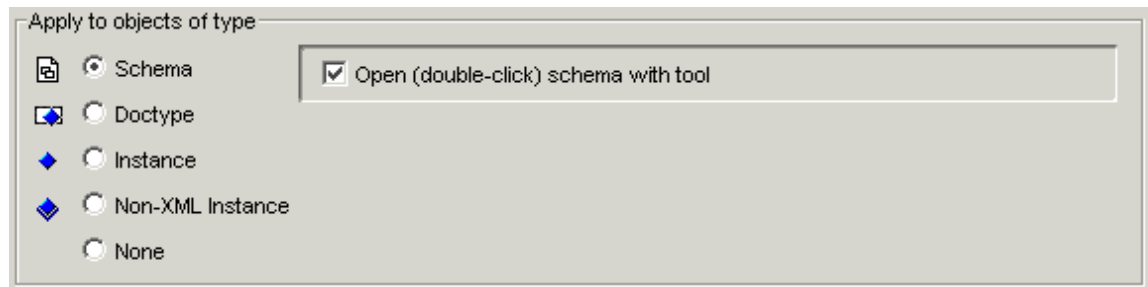 Apply to objects of type
Schema
Open (double-click) schema with tool
Doctype
Instance
Non-XML Instance
None